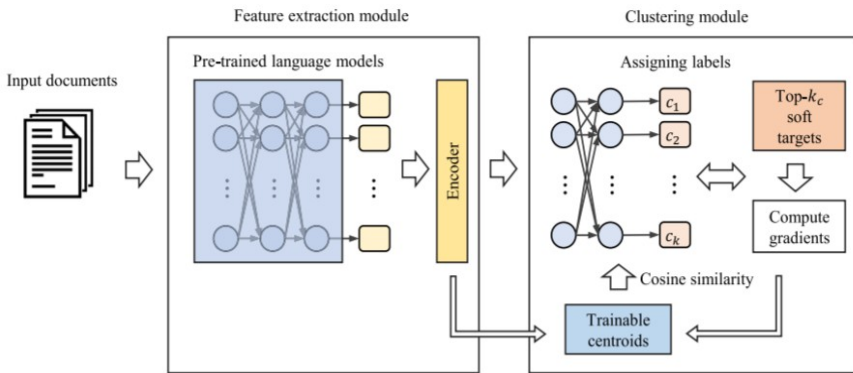 Feature extraction module
Clustering module
Input documents
Pre-trained language models
Encoder
Assigning labels
c₁
c₂
cₖ
Top-k_c
soft
targets
Compute
gradients
Cosine similarity
Trainable
centroids